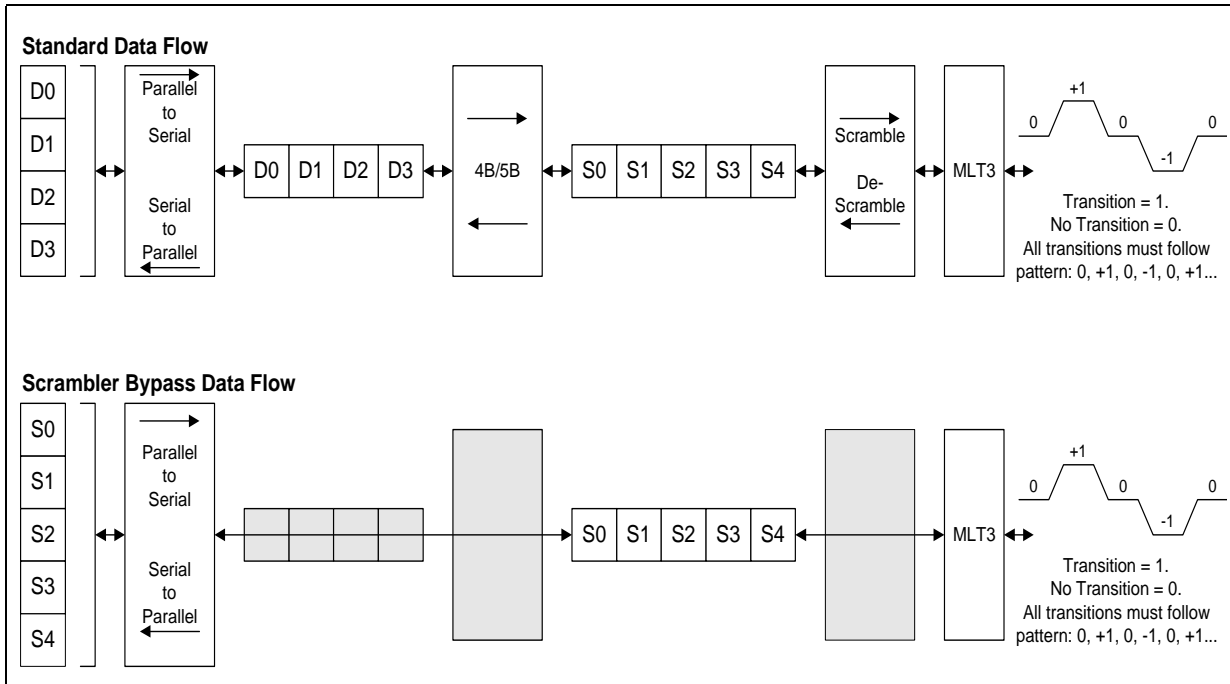 Standard Data Flow
D0
D1
D2
D3
Parallel
to
Serial
Serial
to
Parallel
D0 D1 D2 D3
4B/5B
S0 S1 S2 S3 S4
Scramble
De-
Scramble
MLT3
0 +1 0 -1 0
Transition = 1.
No Transition = 0.
All transitions must follow
pattern: 0, +1, 0, -1, 0, +1...
Scrambler Bypass Data Flow
S0
S1
S2
S3
S4
Parallel
to
Serial
Serial
to
Parallel
S0 S1 S2 S3 S4
MLT3
0 +1 0 -1 0
Transition = 1.
No Transition = 0.
All transitions must follow
pattern: 0, +1, 0, -1, 0, +1...